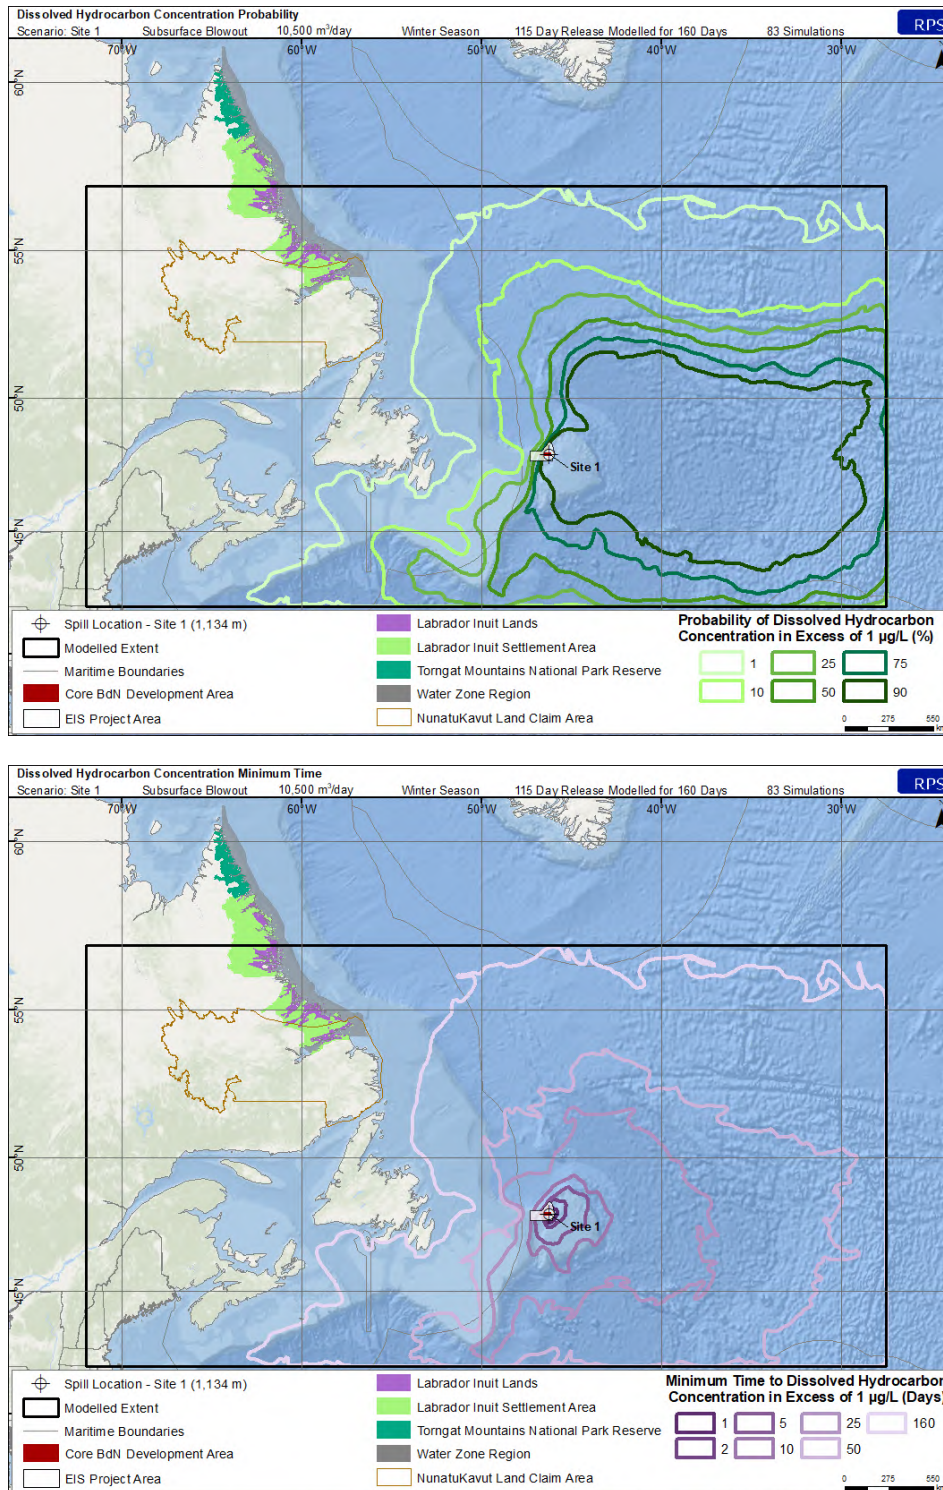 Dissolved Hydrocarbon Concentration Probability
Scenario: Site 1 Subsurface Blowout 10,500 m³/day Winter Season 115 Day Release Modelled for 160 Days 83 Simulations
RPS
70°W 60°W 50°W 40°W 30°W
60°N
55°N
50°N
45°N
Site 1
Spill Location - Site 1 (1,134 m)
Modelled Extent
Maritime Boundaries
Core BdN Development Area
EIS Project Area
Labrador Inuit Lands
Labrador Inuit Settlement Area
Torngat Mountains National Park Reserve
Water Zone Region
NunatuKavut Land Claim Area
Probability of Dissolved Hydrocarbon
Concentration in Excess of 1 µg/L (%)
1 25 75
10 50 90
0 275 550
km
Dissolved Hydrocarbon Concentration Minimum Time
Scenario: Site 1 Subsurface Blowout 10,500 m³/day Winter Season 115 Day Release Modelled for 160 Days 83 Simulations
RPS
70°W 60°W 50°W 40°W 30°W
60°N
55°N
50°N
45°N
Site 1
Spill Location - Site 1 (1,134 m)
Modelled Extent
Maritime Boundaries
Core BdN Development Area
EIS Project Area
Labrador Inuit Lands
Labrador Inuit Settlement Area
Torngat Mountains National Park Reserve
Water Zone Region
NunatuKavut Land Claim Area
Minimum Time to Dissolved Hydrocarbon
Concentration in Excess of 1 µg/L (Days)
1 5 25 160
2 10 50
0 275 550
km